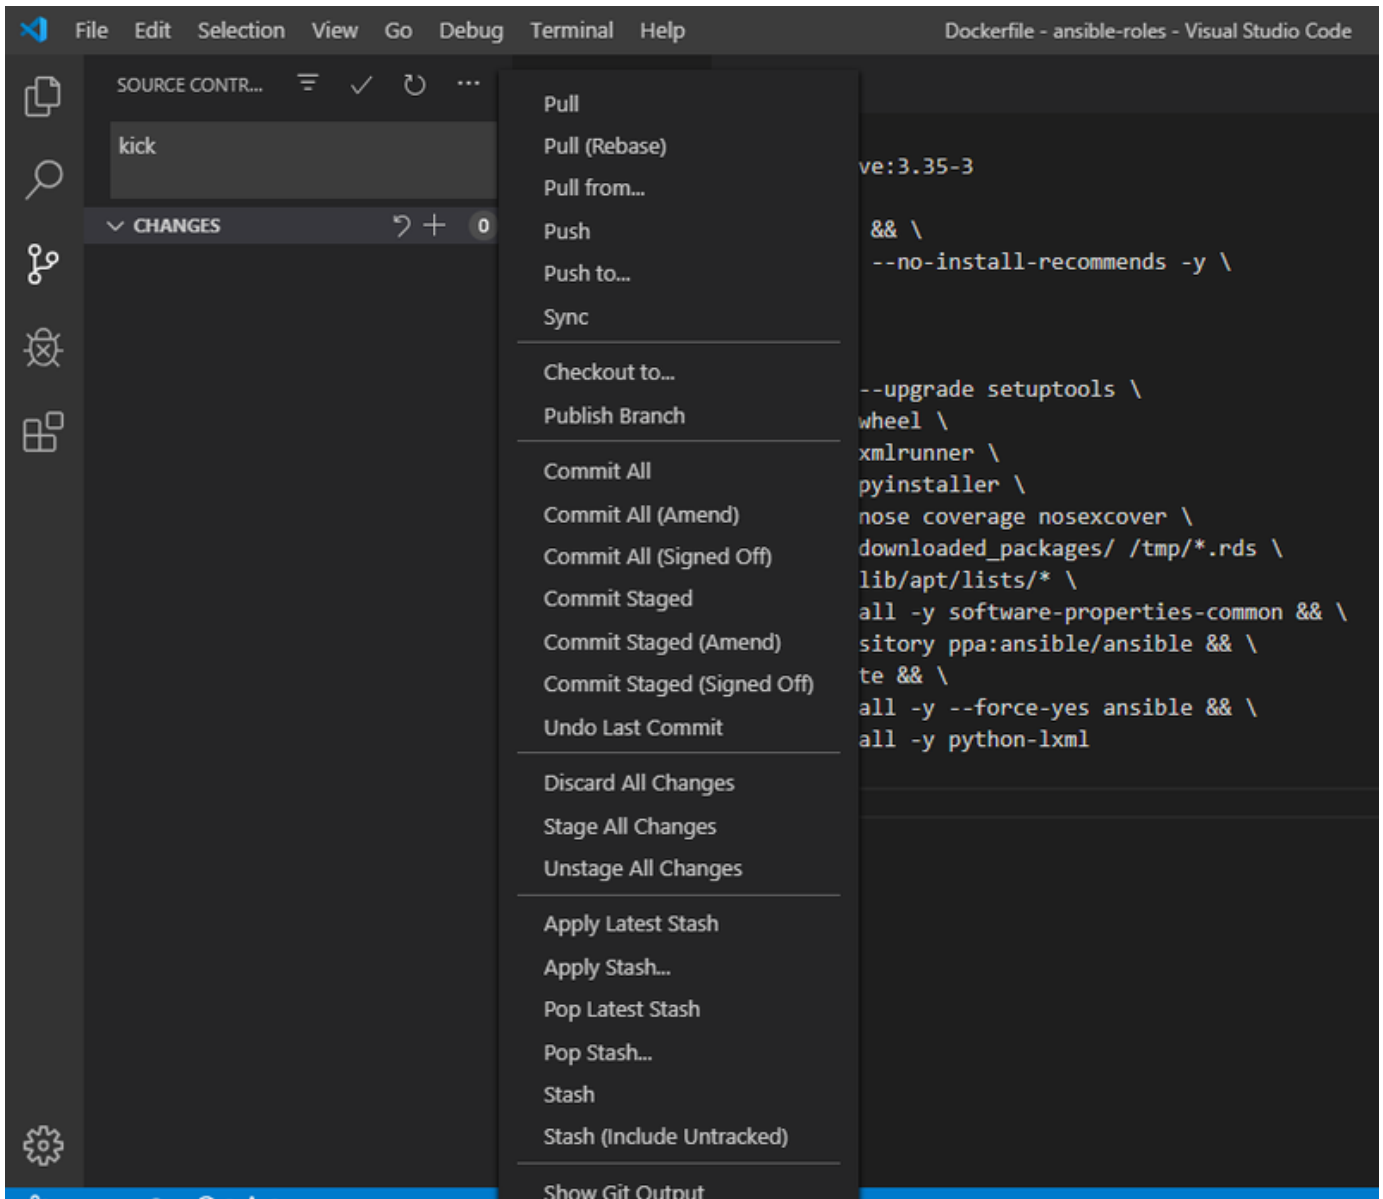 File Edit Selection View Go Debug Terminal Help Dockerfile - ansible-roles - Visual Studio Code
SOURCE CONTR...
kick
CHANGES 0
Pull
Pull (Rebase)
Pull from...
Push
Push to...
Sync
Checkout to...
Publish Branch
Commit All
Commit All (Amend)
Commit All (Signed Off)
Commit Staged
Commit Staged (Amend)
Commit Staged (Signed Off)
Undo Last Commit
Discard All Changes
Stage All Changes
Unstage All Changes
Apply Latest Stash
Apply Stash...
Pop Latest Stash
Pop Stash...
Stash
Stash (Include Untracked)
Show Git Output
ve:3.35-3
&& \
--no-install-recommends -y \
--upgrade setuptools \
wheel \
xmlrunner \
pyinstaller \
nose coverage nosexcover \
downloaded_packages/ /tmp/*.rds \
lib/apt/lists/* \
all -y software-properties-common && \
sitory ppa:ansible/ansible && \
te && \
all -y --force-yes ansible && \
all -y python-lxml